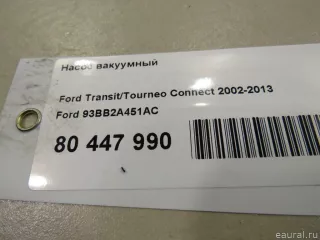 Насос вакуумный
Ford Transit/Tourneo Connect 2002-2013
Ford 93BB2A451AC
80 447 990
eaural.ru